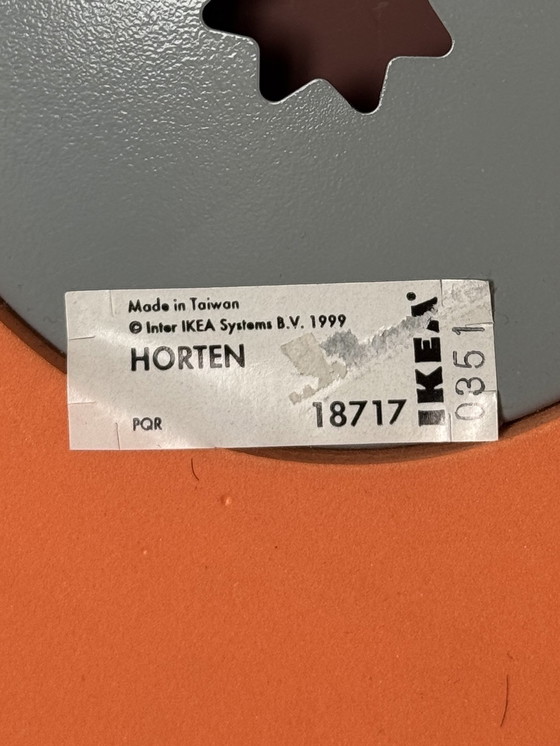 Made in Taiwan
© Inter IKEA Systems B.V. 1999
HORTEN
PQR
18717
IKEA®
0351